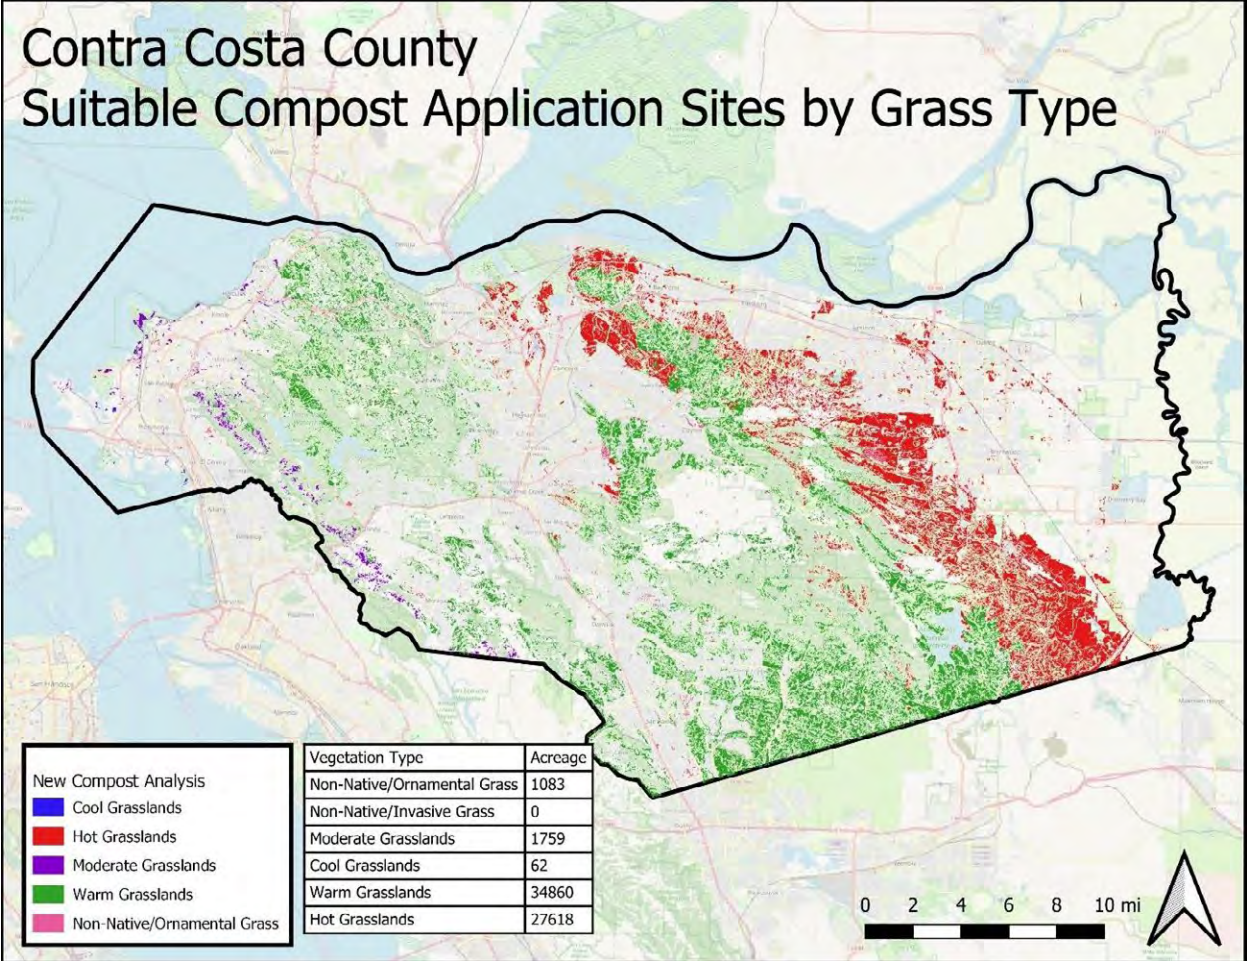 Contra Costa County
Suitable Compost Application Sites by Grass Type
New Compost Analysis
Cool Grasslands
Hot Grasslands
Moderate Grasslands
Warm Grasslands
Non-Native/Ornamental Grass
Vegetation Type Acreage
Non-Native/Ornamental Grass 1083
Non-Native/Invasive Grass 0
Moderate Grasslands 1759
Cool Grasslands 62
Warm Grasslands 34860
Hot Grasslands 27618
0 2 4 6 8 10 mi
Oakland
San Francisco